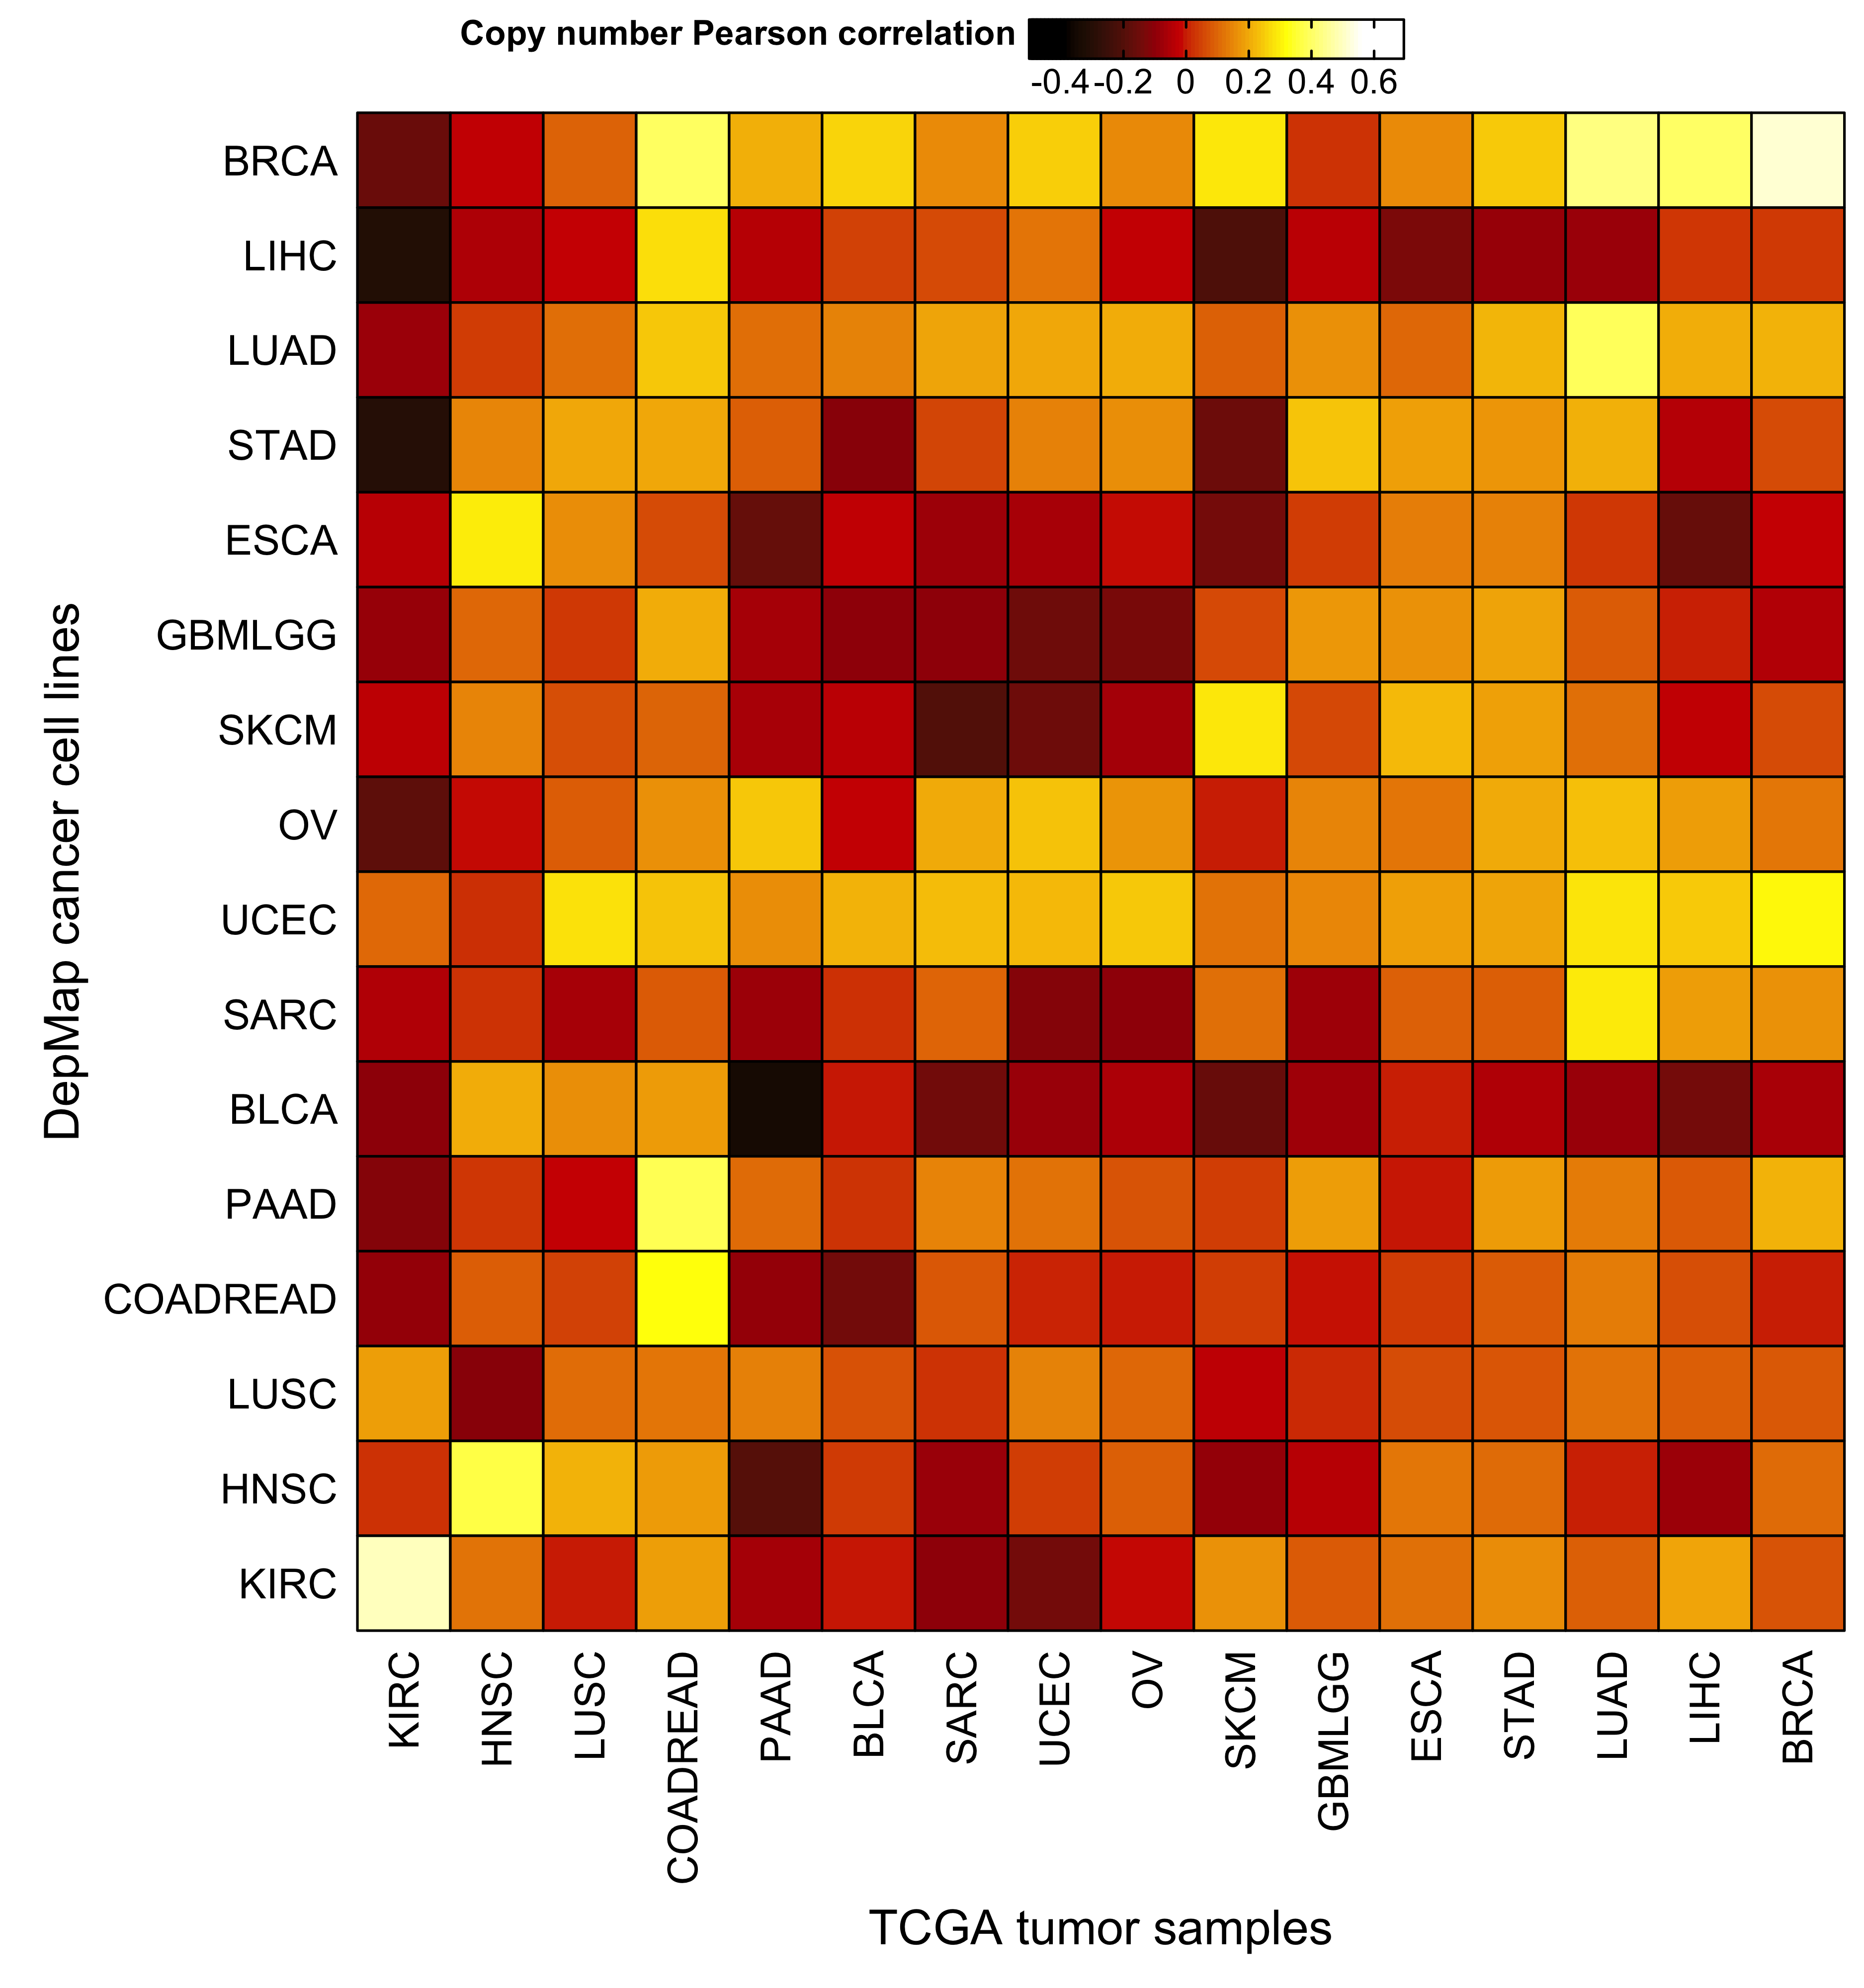 Copy number Pearson correlation
-0.4 -0.2 0 0.2 0.4 0.6
BRCA
LIHC
LUAD
STAD
ESCA
GBMLGG
SKCM
OV
UCEC
SARC
BLCA
PAAD
COADREAD
LUSC
HNSC
KIRC
DepMap cancer cell lines
KIRC HNSC LUSC COADREAD PAAD BLCA SARC UCEC OV SKCM GBMLGG ESCA STAD LUAD LIHC BRCA
TCGA tumor samples